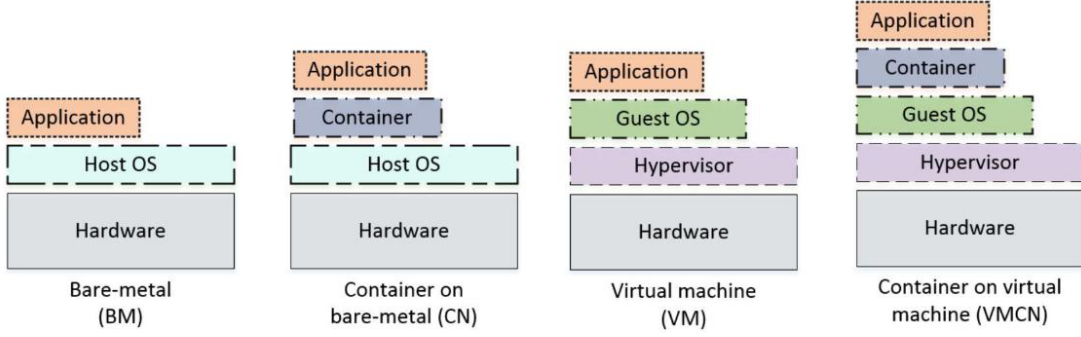 Application
Host OS
Hardware
Bare-metal
(BM)
Application
Container
Host OS
Hardware
Container on
bare-metal (CN)
Application
Guest OS
Hypervisor
Hardware
Virtual machine
(VM)
Application
Container
Guest OS
Hypervisor
Hardware
Container on virtual
machine (VMCN)